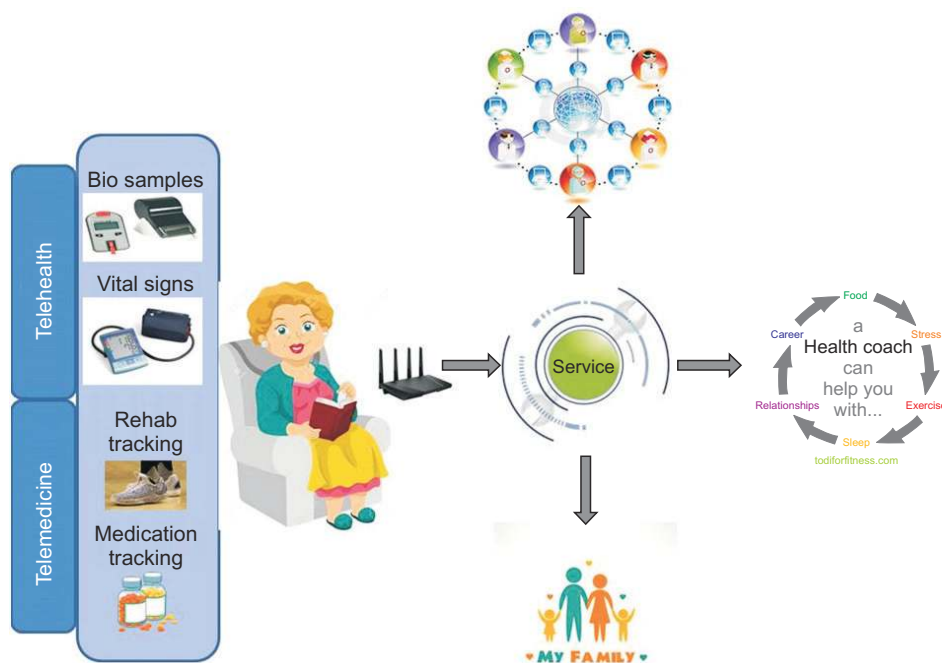 Telehealth
Telemedicine
Bio samples
Vital signs
Rehab
tracking
Medication
tracking
Service
Food
Stress
Exercise
Sleep
Relationships
Career
a
Health coach
can
help you
with...
todiforfitness.com
MY FAMILY